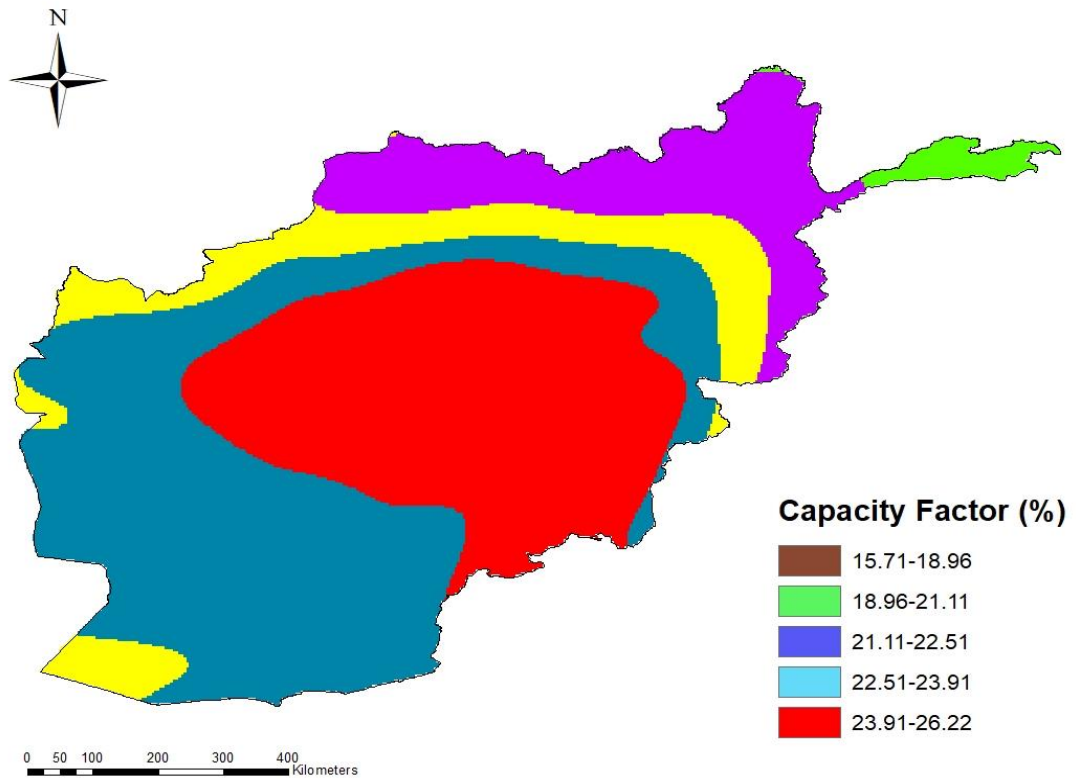 N
Capacity Factor (%)
15.71-18.96
18.96-21.11
21.11-22.51
22.51-23.91
23.91-26.22
0 50 100 200 300 400
Kilometers